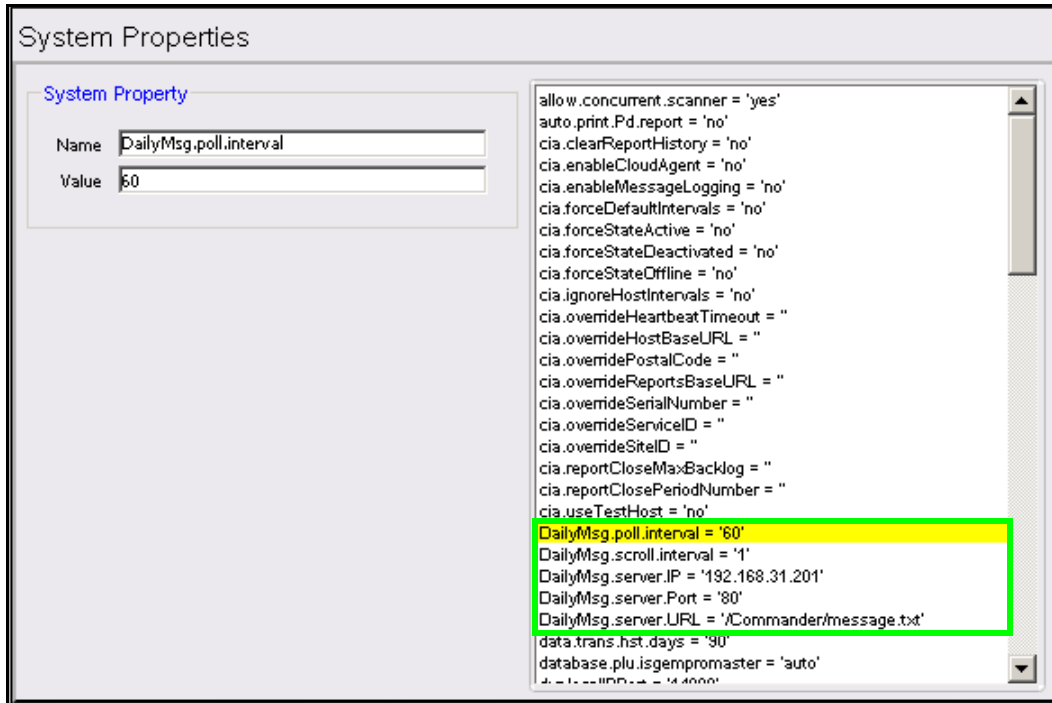 System Properties
System Property
Name DailyMsg.poll.interval
Value 60
allow.concurrent.scanner = 'yes'
auto.print.Pd.report = 'no'
cia.clearReportHistory = 'no'
cia.enableCloudAgent = 'no'
cia.enableMessageLogging = 'no'
cia.forceDefaultIntervals = 'no'
cia.forceStateActive = 'no'
cia.forceStateDeactivated = 'no'
cia.forceStateOffline = 'no'
cia.ignoreHostIntervals = 'no'
cia.overrideHeartbeatTimeout = ''
cia.overrideHostBaseURL = ''
cia.overridePostalCode = ''
cia.overrideReportsBaseURL = ''
cia.overrideSerialNumber = ''
cia.overrideServiceID = ''
cia.overrideSiteID = ''
cia.reportCloseMaxBacklog = ''
cia.reportClosePeriodNumber = ''
cia.useTestHost = 'no'
DailyMsg.poll.interval = '60'
DailyMsg.scroll.interval = '1'
DailyMsg.server.IP = '192.168.31.201'
DailyMsg.server.Port = '80'
DailyMsg.server.URL = '/Commander/message.txt'
data.trans.hst.days = '90'
database.plu.isgempromaster = 'auto'